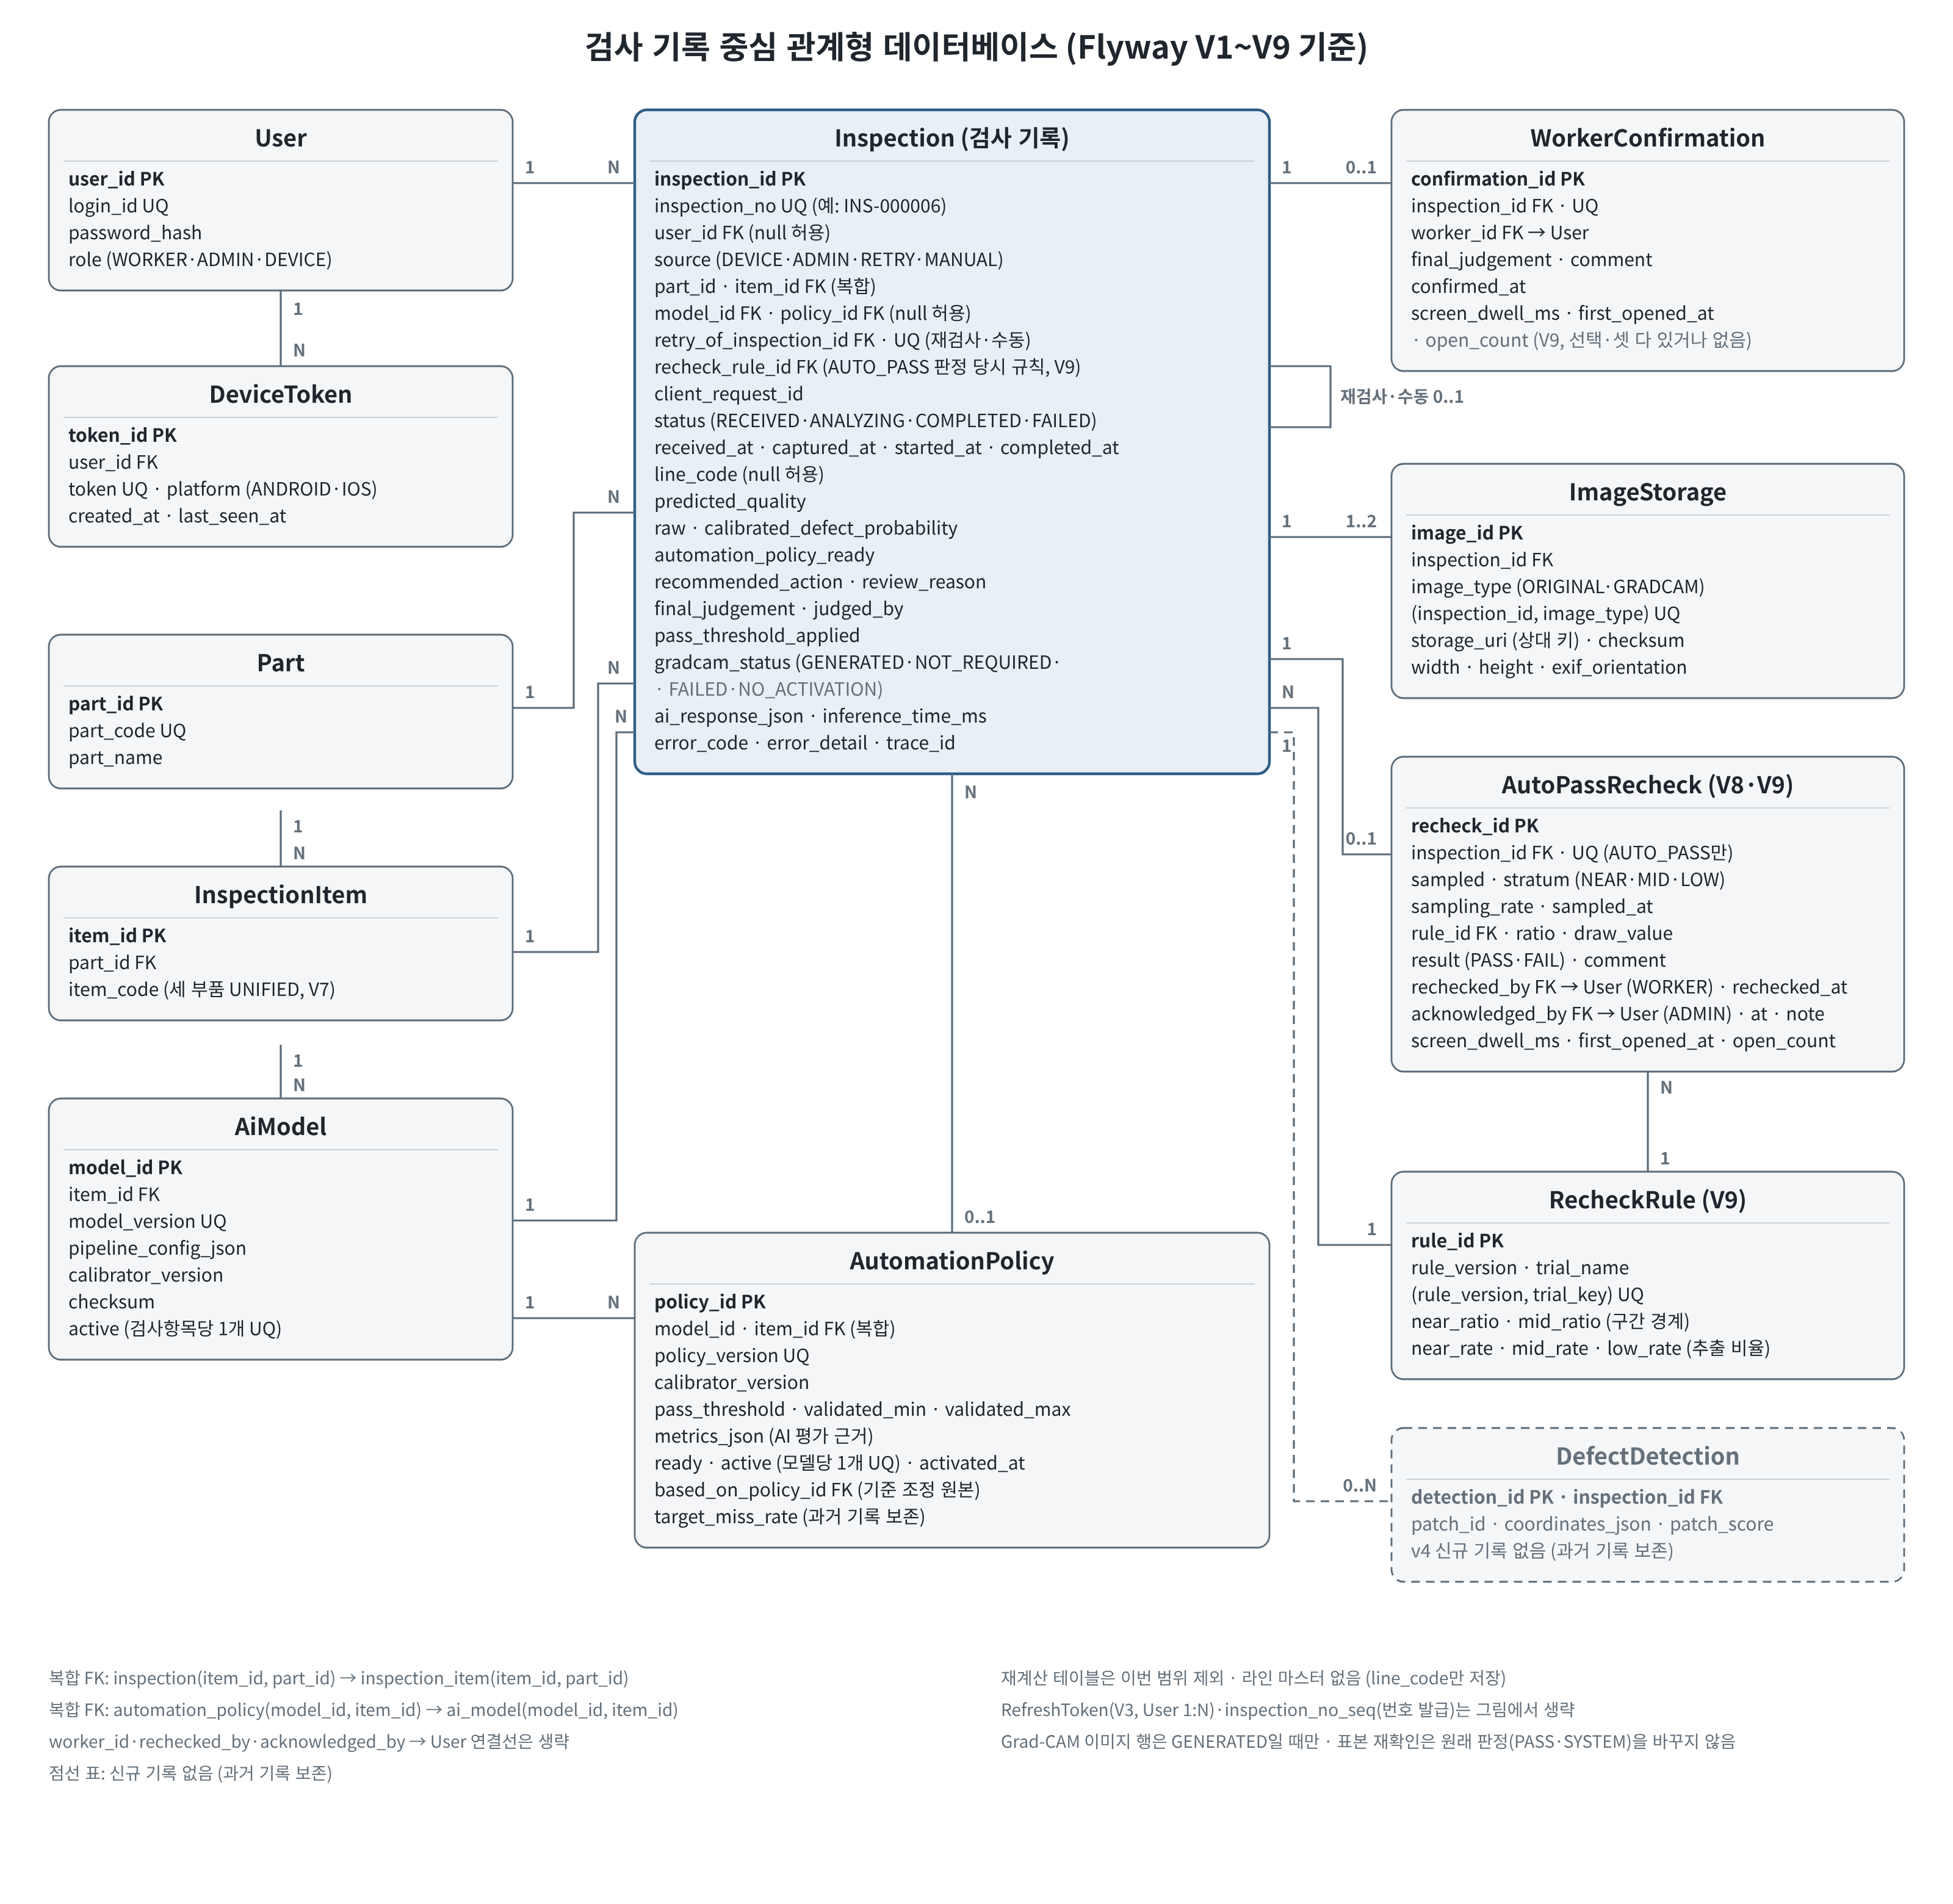 검사 기록 중심 관계형 데이터베이스 (Flyway V1~V9 기준)
User
user_id PK
login_id UQ
password_hash
role (WORKER·ADMIN·DEVICE)
1
N
1
N
DeviceToken
token_id PK
user_id FK
token UQ · platform (ANDROID·IOS)
created_at · last_seen_at
Part
part_id PK
part_code UQ
part_name
1
N
1
N
InspectionItem
item_id PK
part_id FK
item_code (세 부품 UNIFIED, V7)
1
N
1
N
AiModel
model_id PK
item_id FK
model_version UQ
pipeline_config_json
calibrator_version
checksum
active (검사항목당 1개 UQ)
1
N
1
N
Inspection (검사 기록)
inspection_id PK
inspection_no UQ (예: INS-000006)
user_id FK (null 허용)
source (DEVICE·ADMIN·RETRY·MANUAL)
part_id · item_id FK (복합)
model_id FK · policy_id FK (null 허용)
retry_of_inspection_id FK · UQ (재검사·수동)
recheck_rule_id FK (AUTO_PASS 판정 당시 규칙, V9)
client_request_id
status (RECEIVED·ANALYZING·COMPLETED·FAILED)
received_at · captured_at · started_at · completed_at
line_code (null 허용)
predicted_quality
raw · calibrated_defect_probability
automation_policy_ready
recommended_action · review_reason
final_judgement · judged_by
pass_threshold_applied
gradcam_status (GENERATED·NOT_REQUIRED·
· FAILED·NO_ACTIVATION)
ai_response_json · inference_time_ms
error_code · error_detail · trace_id
N
0..1
AutomationPolicy
policy_id PK
model_id · item_id FK (복합)
policy_version UQ
calibrator_version
pass_threshold · validated_min · validated_max
metrics_json (AI 평가 근거)
ready · active (모델당 1개 UQ) · activated_at
based_on_policy_id FK (기준 조정 원본)
target_miss_rate (과거 기록 보존)
1
0..1
WorkerConfirmation
confirmation_id PK
inspection_id FK · UQ
worker_id FK → User
final_judgement · comment
confirmed_at
screen_dwell_ms · first_opened_at
· open_count (V9, 선택·셋 다 있거나 없음)
재검사·수동 0..1
1
1..2
ImageStorage
image_id PK
inspection_id FK
image_type (ORIGINAL·GRADCAM)
(inspection_id, image_type) UQ
storage_uri (상대 키) · checksum
width · height · exif_orientation
1
0..1
AutoPassRecheck (V8·V9)
recheck_id PK
inspection_id FK · UQ (AUTO_PASS만)
sampled · stratum (NEAR·MID·LOW)
sampling_rate · sampled_at
rule_id FK · ratio · draw_value
result (PASS·FAIL) · comment
rechecked_by FK → User (WORKER) · rechecked_at
acknowledged_by FK → User (ADMIN) · at · note
screen_dwell_ms · first_opened_at · open_count
N
1
N
1
RecheckRule (V9)
rule_id PK
rule_version · trial_name
(rule_version, trial_key) UQ
near_ratio · mid_ratio (구간 경계)
near_rate · mid_rate · low_rate (추출 비율)
1
0..N
DefectDetection
detection_id PK · inspection_id FK
patch_id · coordinates_json · patch_score
v4 신규 기록 없음 (과거 기록 보존)
복합 FK: inspection(item_id, part_id) → inspection_item(item_id, part_id)
복합 FK: automation_policy(model_id, item_id) → ai_model(model_id, item_id)
worker_id·rechecked_by·acknowledged_by → User 연결선은 생략
점선 표: 신규 기록 없음 (과거 기록 보존)
재계산 테이블은 이번 범위 제외 · 라인 마스터 없음 (line_code만 저장)
RefreshToken(V3, User 1:N)·inspection_no_seq(번호 발급)는 그림에서 생략
Grad-CAM 이미지 행은 GENERATED일 때만 · 표본 재확인은 원래 판정(PASS·SYSTEM)을 바꾸지 않음